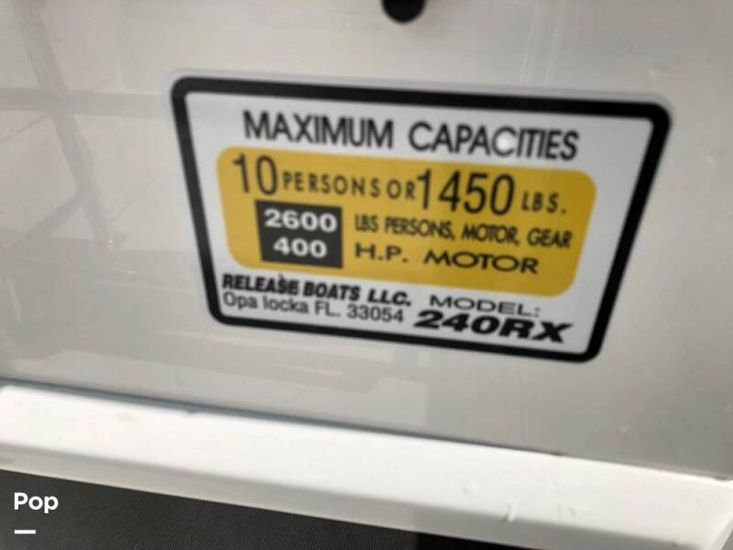 MAXIMUM CAPACITIES
10 PERSONS OR 1450 LBS.
2600 LBS PERSONS, MOTOR, GEAR
400 H.P. MOTOR
RELEASE BOATS LLC. MODEL:
Opa locka FL. 33054 240RX
Pop